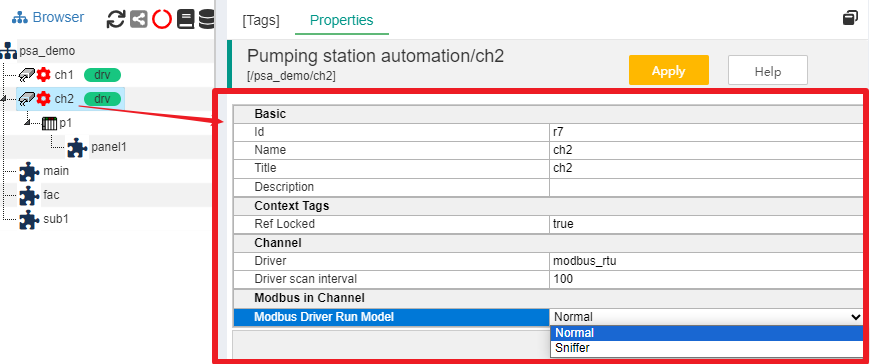 Browser
psa_demo
ch1 drv
ch2 drv
p1
panel1
main
fac
sub1
[Tags] Properties
Pumping station automation/ch2
[/psa_demo/ch2]
Apply Help
Basic
Id r7
Name ch2
Title ch2
Description
Context Tags
Ref Locked true
Channel
Driver modbus_rtu
Driver scan interval 100
Modbus in Channel
Modbus Driver Run Model Normal
Normal
Sniffer